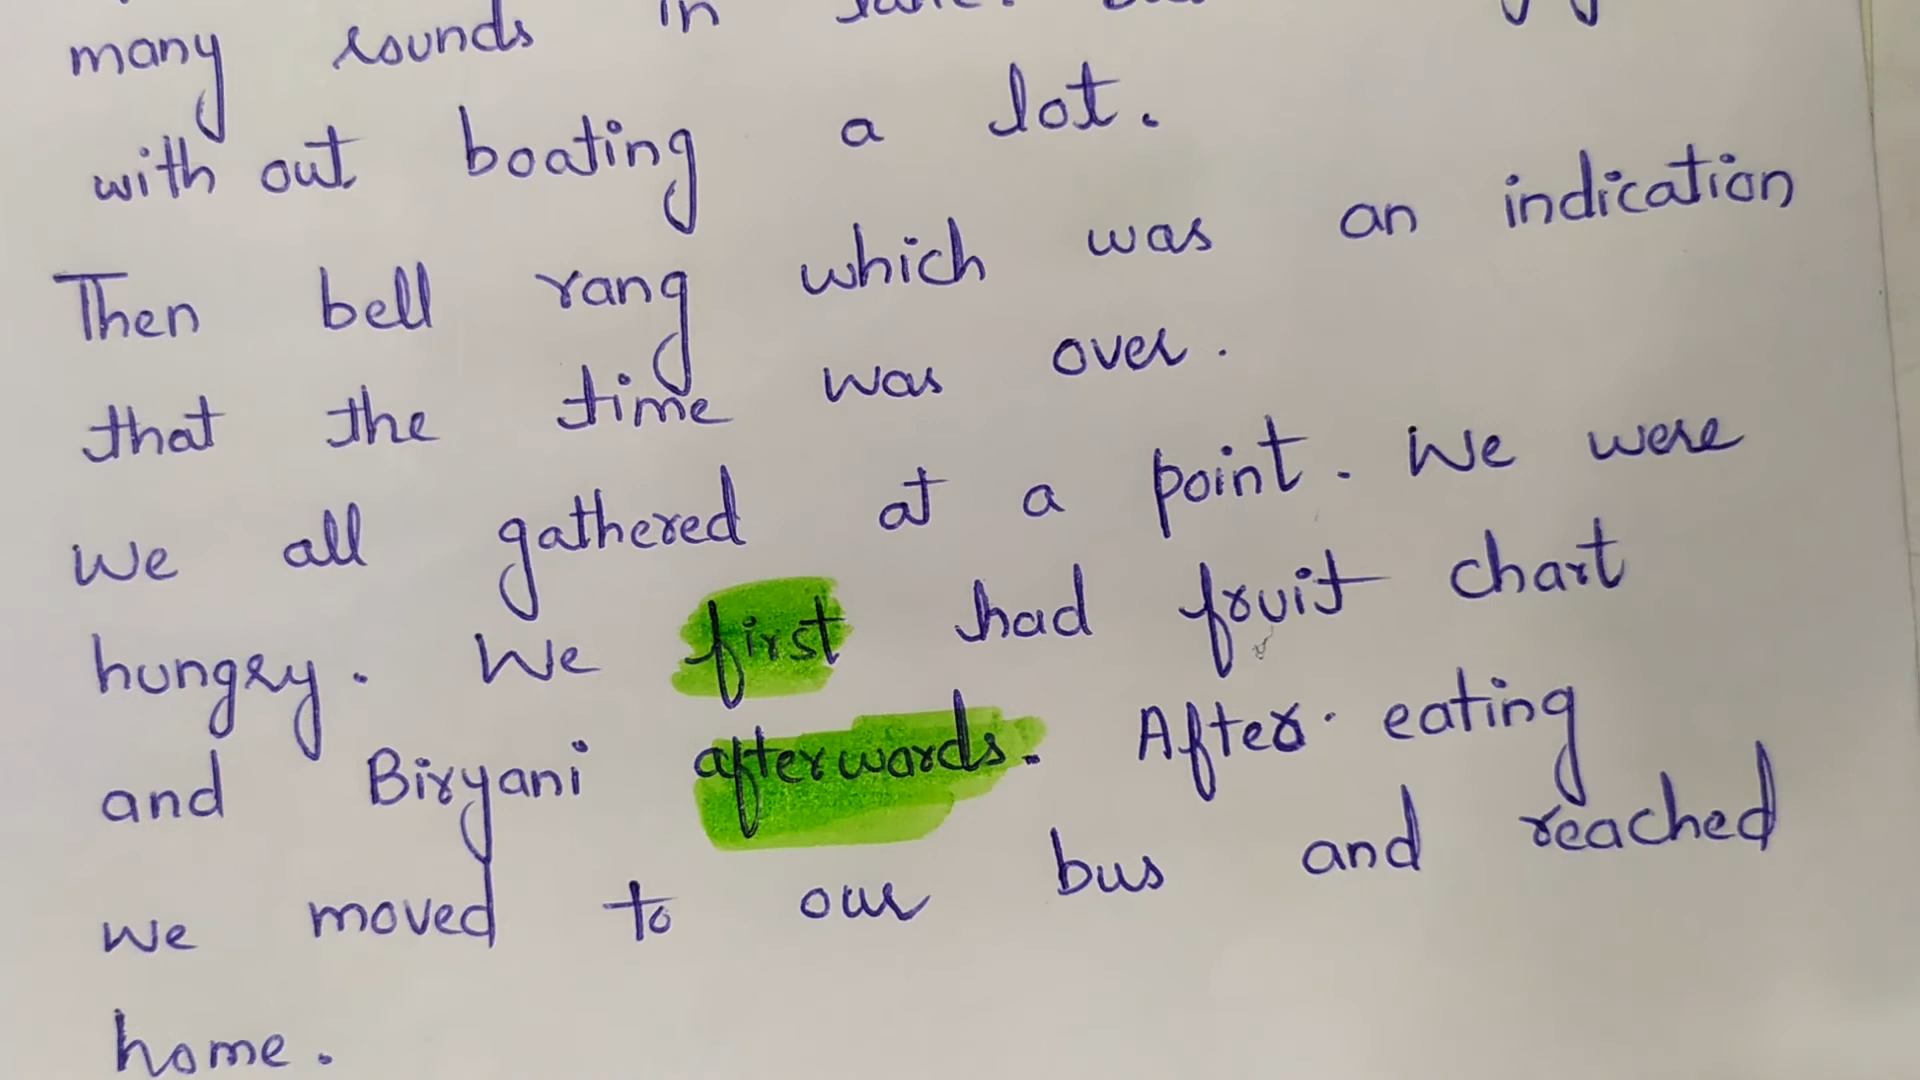 many rounds in
with out boating a lot.
Then bell rang which was an indication
that the time was over.
We all gathered at a point. We were
hungry. We first had fruit chart
and Biryani afterwards. After eating
we moved to our bus and reached
home.